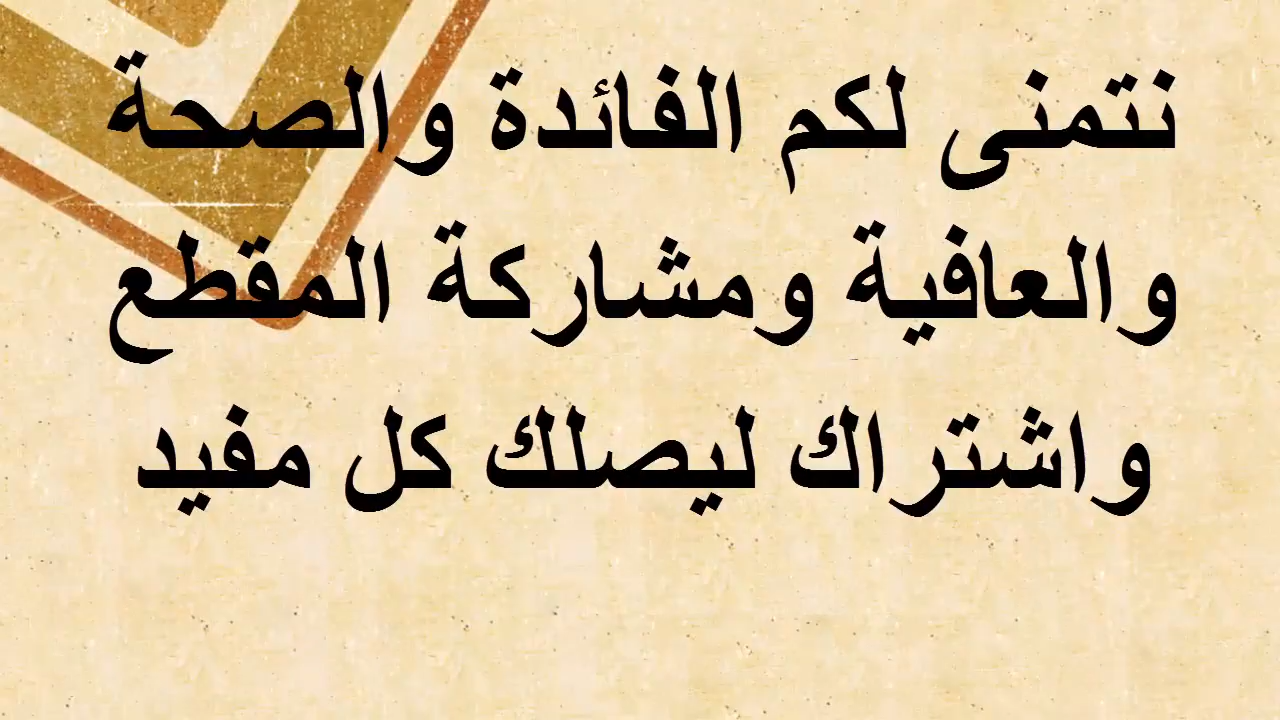 نتمنى لكم الفائدة والصحة
والعافية ومشاركة المقطع
واشتراك ليصلك كل مفيد